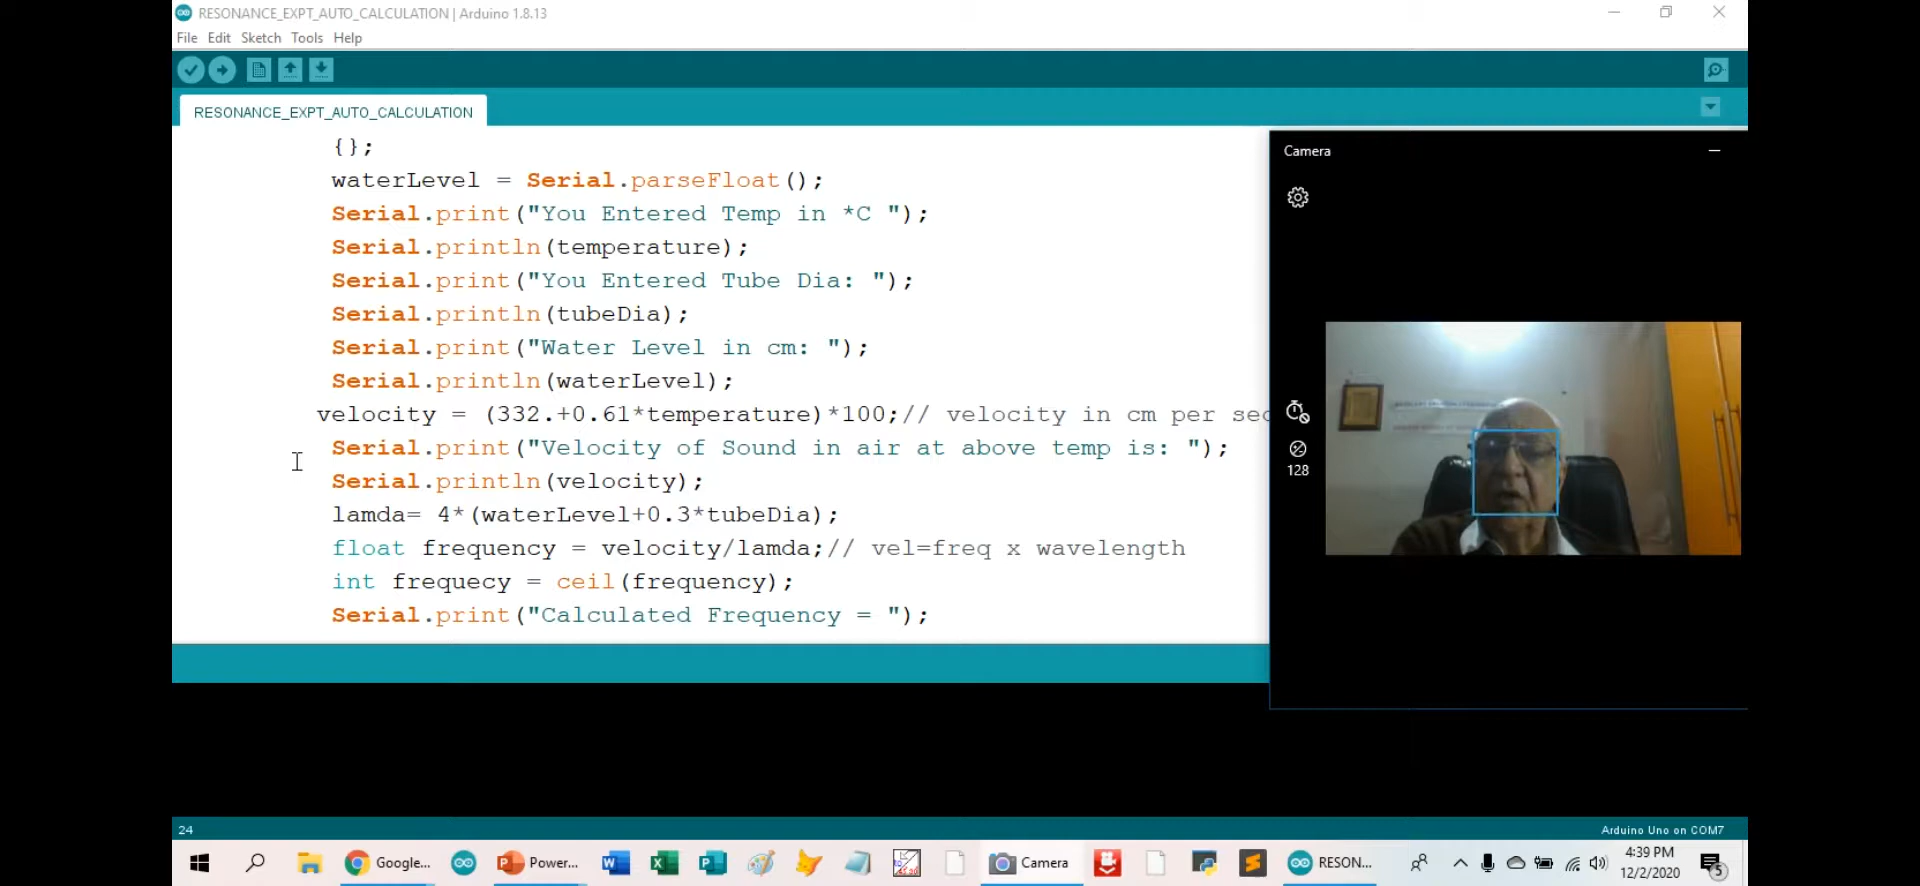 RESONANCE_EXPT_AUTO_CALCULATION | Arduino 1.8.13
File Edit Sketch Tools Help
RESONANCE_EXPT_AUTO_CALCULATION
{};
waterLevel = Serial.parseFloat();
Serial.print("You Entered Temp in *C ");
Serial.println(temperature);
Serial.print("You Entered Tube Dia: ");
Serial.println(tubeDia);
Serial.print("Water Level in cm: ");
Serial.println(waterLevel);
velocity = (332.+0.61*temperature)*100;// velocity in cm per sec
Serial.print("Velocity of Sound in air at above temp is: ");
Serial.println(velocity);
lamda= 4*(waterLevel+0.3*tubeDia);
float frequency = velocity/lamda;// vel=freq x wavelength
int frequecy = ceil(frequency);
Serial.print("Calculated Frequency = ");
Camera
128
24
Arduino Uno on COM7
Google...
Power...
Camera
RESON...
4:39 PM
12/2/2020
5